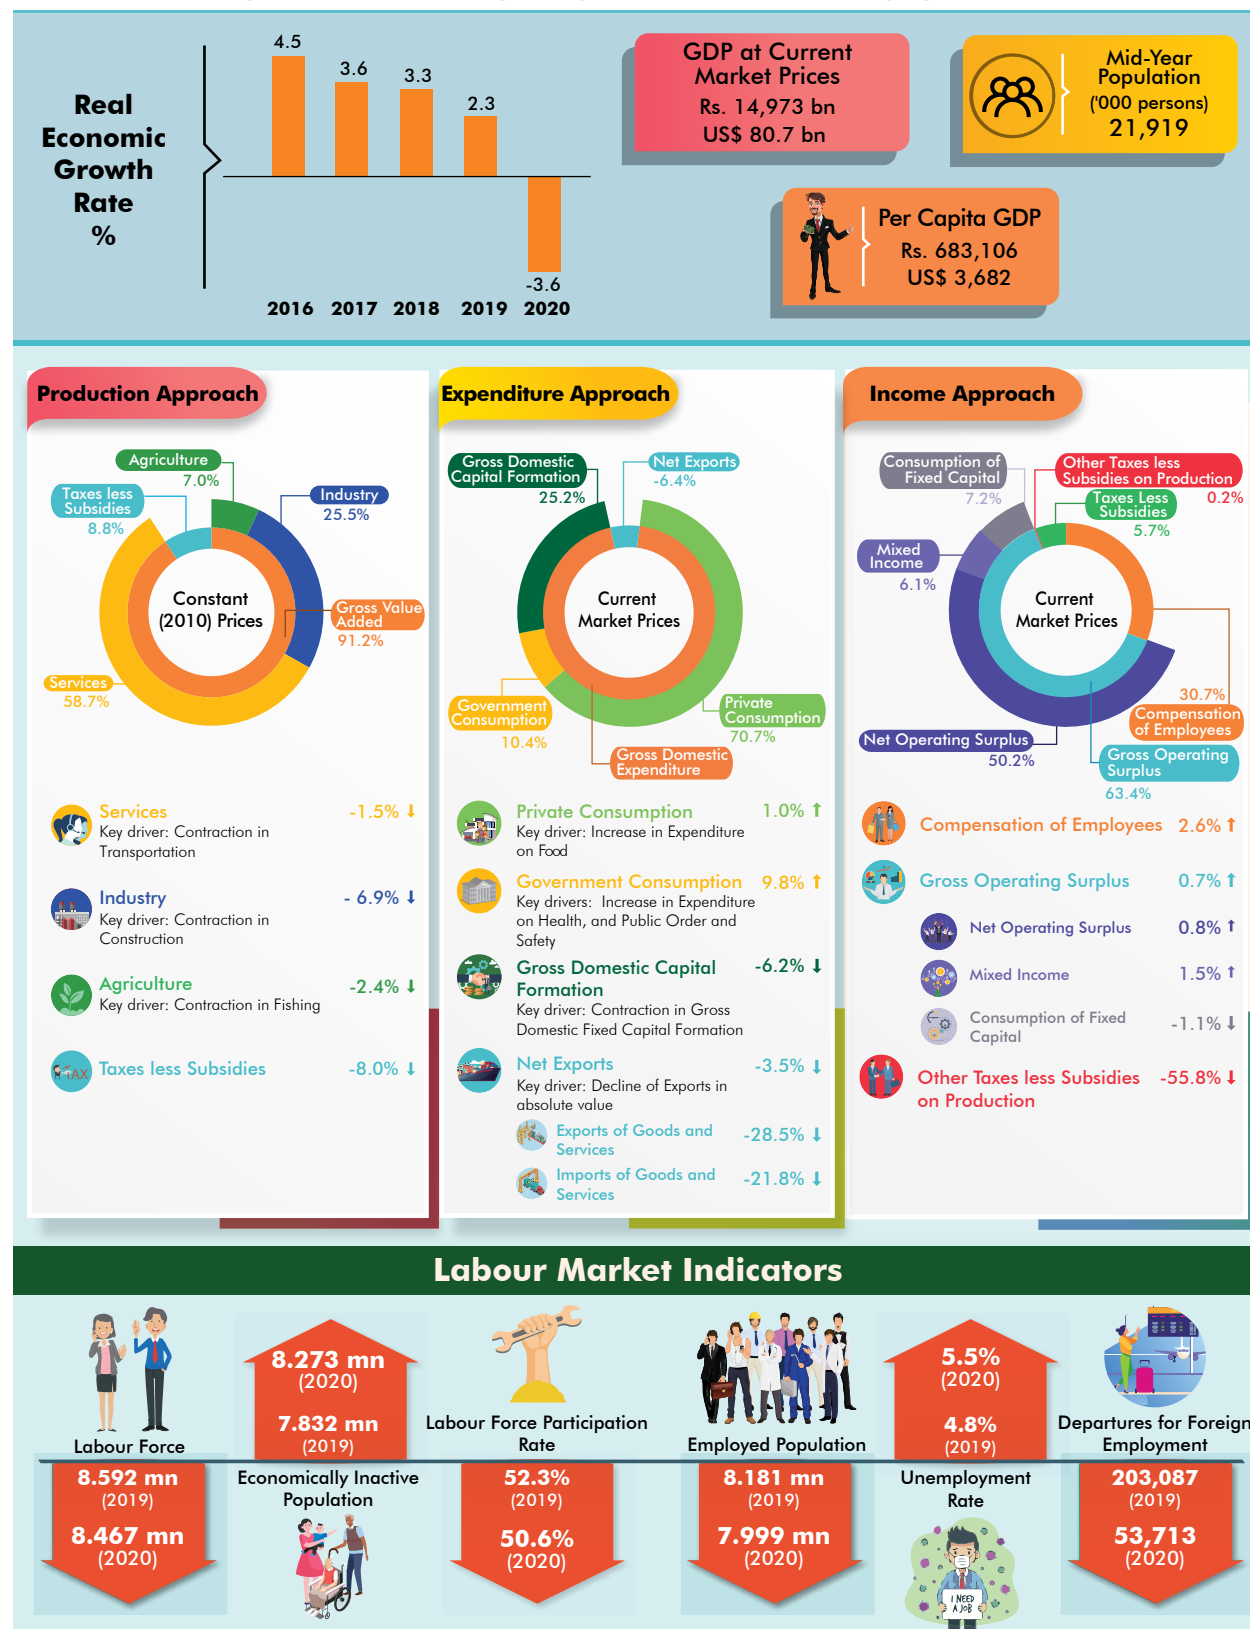 Real
Economic
Growth
Rate
%
4.5
3.6
3.3
2.3
-3.6
2016 2017 2018 2019 2020
GDP at Current
Market Prices
Rs. 14,973 bn
US$ 80.7 bn
Mid-Year
Population
('000 persons)
21,919
Per Capita GDP
Rs. 683,106
US$ 3,682
Production Approach
Agriculture
7.0%
Taxes less
Subsidies
8.8%
Industry
25.5%
Constant
(2010) Prices
Gross Value
Added
91.2%
Services
58.7%
Services -1.5%
Key driver: Contraction in
Transportation
Industry - 6.9%
Key driver: Contraction in
Construction
Agriculture -2.4%
Key driver: Contraction in Fishing
TAX
Taxes less Subsidies -8.0%
Expenditure Approach
Gross Domestic
Capital Formation
25.2%
Net Exports
-6.4%
Current
Market Prices
Government
Consumption
10.4%
Private
Consumption
70.7%
Gross Domestic
Expenditure
Private Consumption 1.0%
Key driver: Increase in Expenditure
on Food
Government Consumption 9.8%
Key drivers: Increase in Expenditure
on Health, and Public Order and
Safety
Gross Domestic Capital -6.2%
Formation
Key driver: Contraction in Gross
Domestic Fixed Capital Formation
Net Exports -3.5%
Key driver: Decline of Exports in
absolute value
Exports of Goods and -28.5%
Services
Imports of Goods and -21.8%
Services
Income Approach
Consumption of
Fixed Capital
7.2%
Other Taxes less
Subsidies on Production
0.2%
Taxes Less
Subsidies
5.7%
Mixed
Income
6.1%
Current
Market Prices
30.7%
Compensation
of Employees
Net Operating Surplus
50.2%
Gross Operating
Surplus
63.4%
Compensation of Employees 2.6%
Gross Operating Surplus 0.7%
Net Operating Surplus 0.8%
Mixed Income 1.5%
Consumption of Fixed -1.1%
Capital
Other Taxes less Subsidies -55.8%
on Production
Labour Market Indicators
Labour Force
8.592 mn
(2019)
8.467 mn
(2020)
8.273 mn
(2020)
7.832 mn
(2019)
Economically Inactive
Population
Labour Force Participation
Rate
52.3%
(2019)
50.6%
(2020)
Employed Population
8.181 mn
(2019)
7.999 mn
(2020)
5.5%
(2020)
4.8%
(2019)
Unemployment
Rate
I NEED
A JOB
Departures for Foreign
Employment
203,087
(2019)
53,713
(2020)